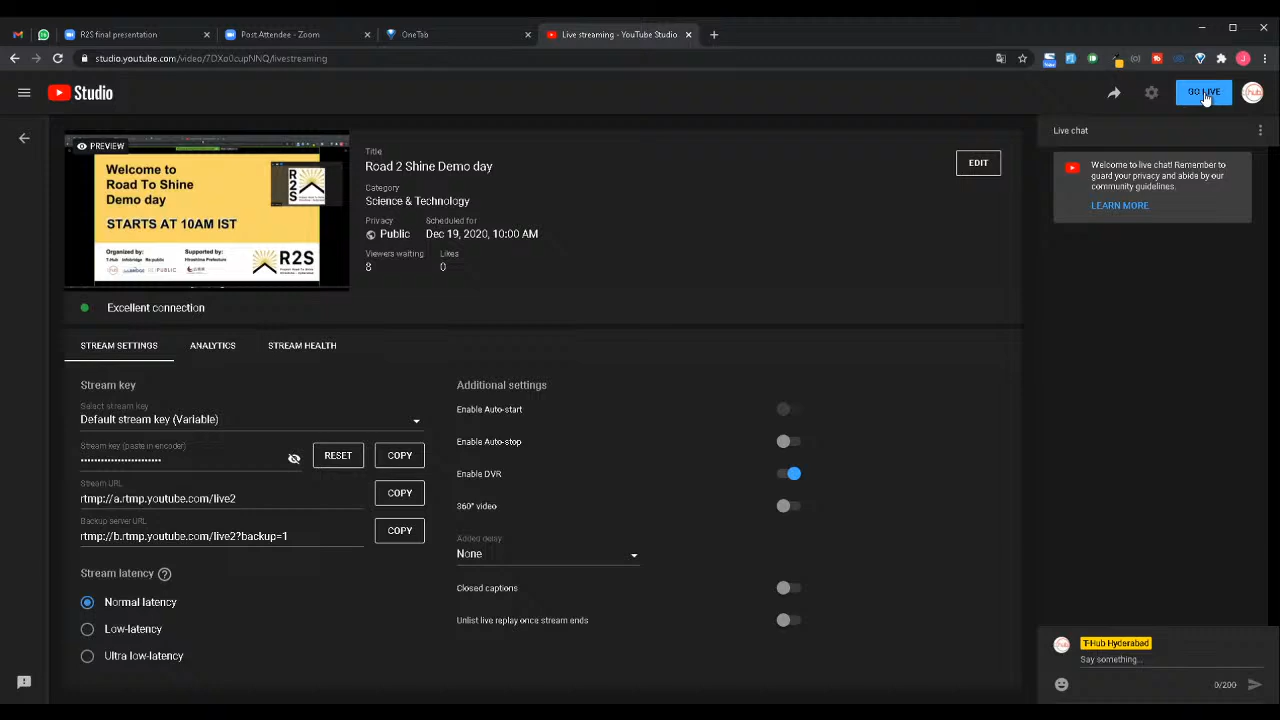 R2S final presentation
Post Attendee - Zoom
OneTab
Live streaming - YouTube Studio
studio.youtube.com/video/7DXo0cupNNQ/livestreaming
Studio
GO LIVE
PREVIEW
Welcome to
Road To Shine
Demo day
STARTS AT 10AM IST
R2S
Organized by:
Supported by:
R2S
Title
Road 2 Shine Demo day
Category
Science & Technology
Privacy
Scheduled for
Public
Dec 19, 2020, 10:00 AM
Viewers waiting
Likes
8
0
EDIT
Excellent connection
STREAM SETTINGS
ANALYTICS
STREAM HEALTH
Stream key
Select stream key
Default stream key (Variable)
Stream key (paste in encoder)
RESET
COPY
Stream URL
rtmp://a.rtmp.youtube.com/live2
COPY
Backup server URL
rtmp://b.rtmp.youtube.com/live2?backup=1
COPY
Stream latency
Normal latency
Low-latency
Ultra low-latency
Additional settings
Enable Auto-start
Enable Auto-stop
Enable DVR
360° video
Added delay
None
Closed captions
Unlist live replay once stream ends
Live chat
Welcome to live chat! Remember to
guard your privacy and abide by our
community guidelines.
LEARN MORE
T-Hub Hyderabad
Say something...
0/200